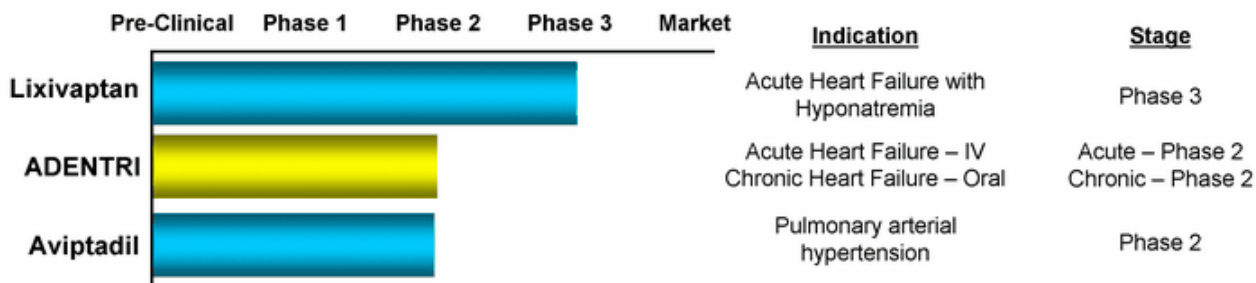 Pre-Clinical Phase 1 Phase 2 Phase 3 Market Indication Stage
Lixivaptan
Acute Heart Failure with
Hyponatremia
Phase 3
ADENTRI
Acute Heart Failure – IV
Chronic Heart Failure – Oral
Acute – Phase 2
Chronic – Phase 2
Aviptadil
Pulmonary arterial
hypertension
Phase 2